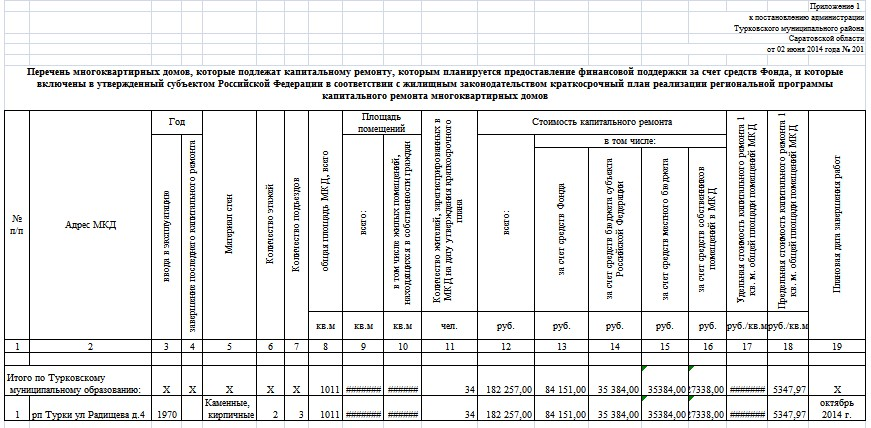 Приложение 1
к постановлению администрации
Турковского муниципального района
Саратовской области
от 02 июня 2014 года № 201
Перечень многоквартирных домов, которые подлежат капитальному ремонту, которым планируется предоставление финансовой поддержки за счет средств Фонда, и которые
включены в утвержденный субъектом Российской Федерации в соответствии с жилищным законодательством краткосрочный план реализации региональной программы
капитального ремонта многоквартирных домов
№ п/п
Адрес МКД
Год
ввода в эксплуатацию
завершение последнего капитального ремонта
Материал стен
Количество этажей
Количество подъездов
общая площадь МКД, всего
кв.м
Площадь помещений
всего:
кв.м
в том числе жилых помещений, находящихся в собственности граждан
кв.м
Количество жителей, зарегистрированных в МКД на дату утверждения краткосрочного плана
чел.
Стоимость капитального ремонта
всего:
руб.
в том числе:
за счет средств Фонда
руб.
за счет средств бюджета субъекта Российской Федерации
руб.
за счет средств местного бюджета
руб.
за счет средств собственников помещений в МКД
руб.
Удельная стоимость капитального ремонта 1 кв. м. общей площади помещений МКД
руб./кв.м
Предельная стоимость капитального ремонта 1 кв. м. общей площади помещений МКД
руб./кв.м
Плановая дата завершения работ
1 2 3 4 5 6 7 8 9 10 11 12 13 14 15 16 17 18 19
Итого по Турковскому
муниципальному образованию: X X X X X 1011 ####### ###### 34 182 257,00 84 151,00 35 384,00 35384,00 27338,00 ####### 5347,97 X
1 рп Турки ул Радищева д.4 1970 Каменные, кирпичные 2 3 1011 ####### ###### 34 182 257,00 84 151,00 35 384,00 35384,00 27338,00 ####### 5347,97 октябрь 2014 г.